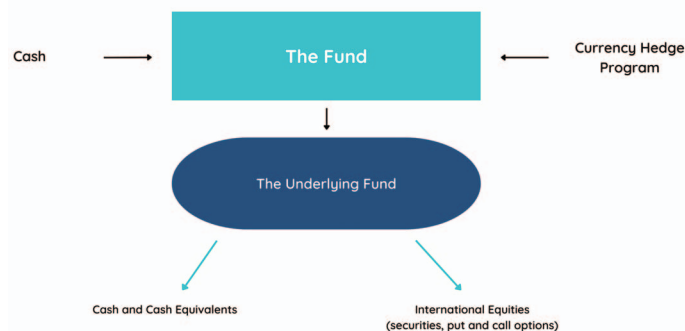 Cash
The Fund
Currency Hedge
Program
The Underlying Fund
Cash and Cash Equivalents
International Equities
(securities, put and call options)